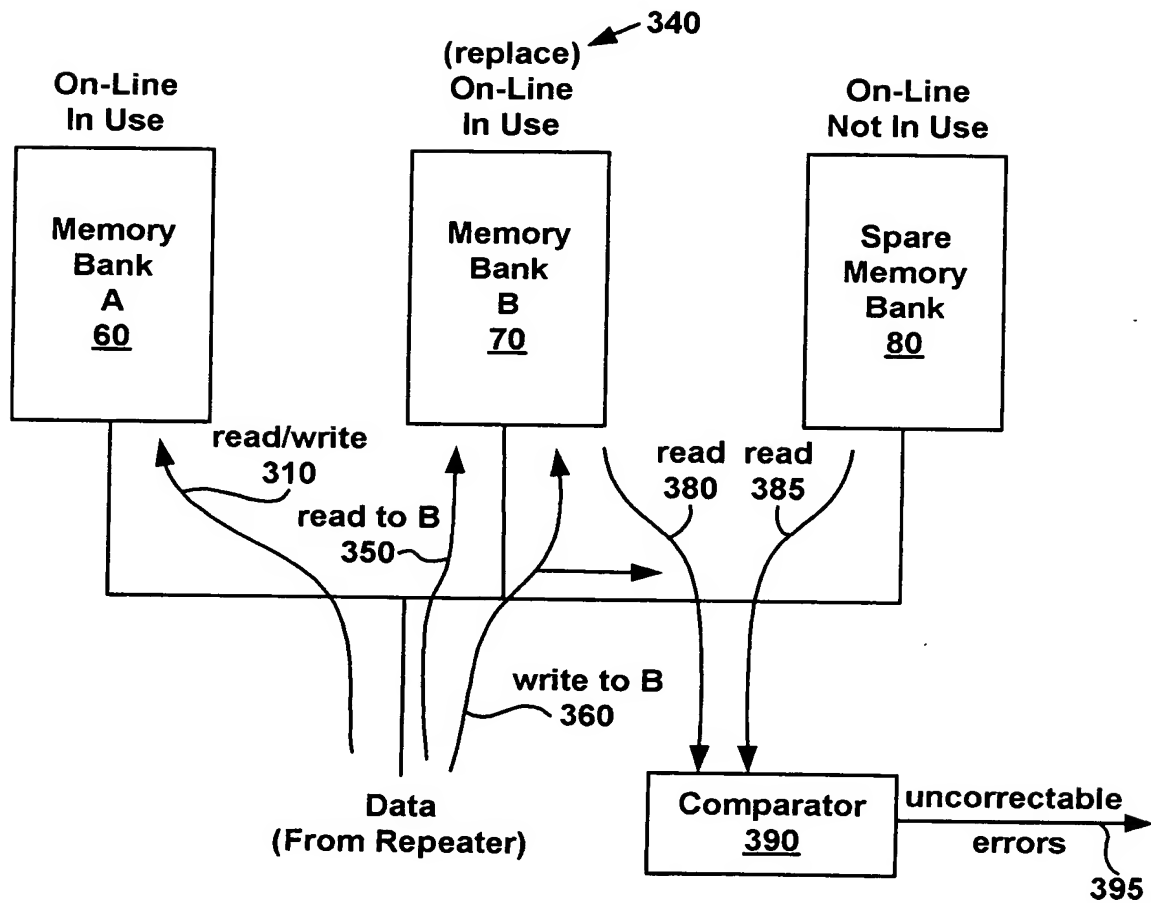 340
(replace)
On-Line
In Use
On-Line
In Use
On-Line
Not In Use
Memory
Bank
A
60
Memory
Bank
B
70
Spare
Memory
Bank
80
read/write
310
read to B
350
read
380
read
385
write to B
360
Data
(From Repeater)
Comparator
390
uncorrectable
errors
395